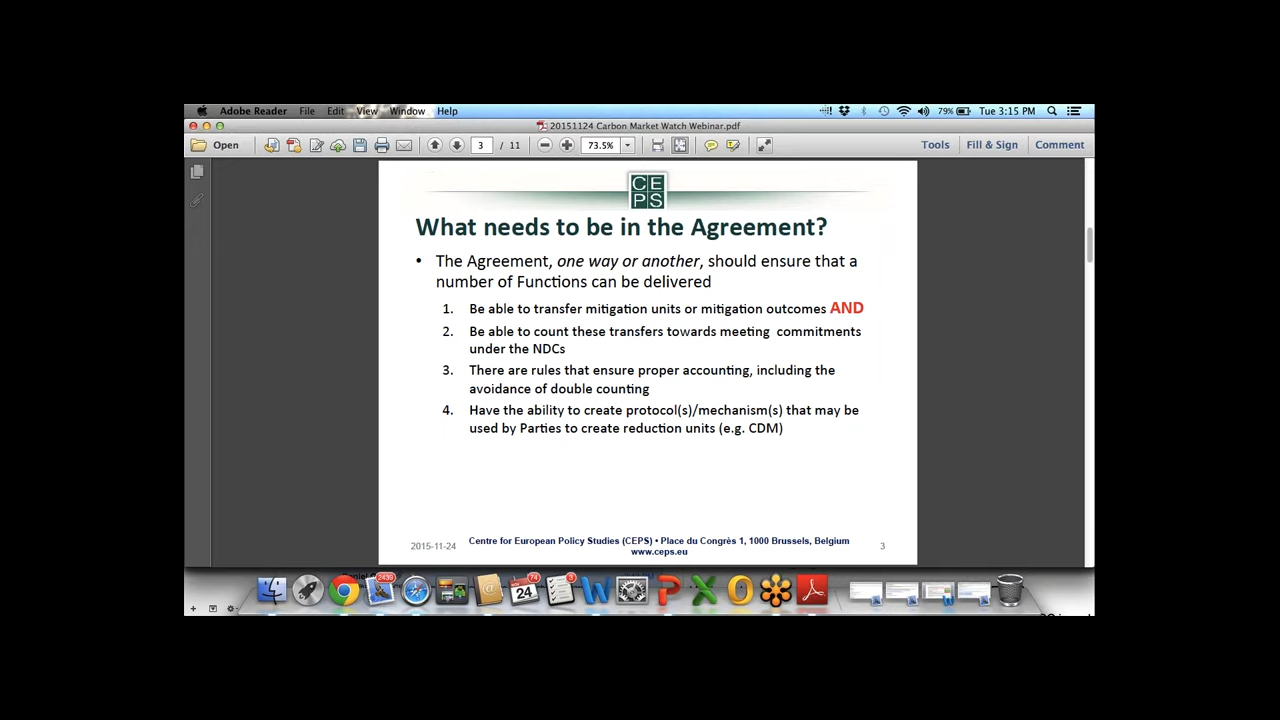 Adobe Reader File Edit View Window Help 79% Tue 3:15 PM
20151124 Carbon Market Watch Webinar.pdf
Open 3 / 11 73.5% Tools Fill & Sign Comment
CE
PS
What needs to be in the Agreement?
• The Agreement, one way or another, should ensure that a
number of Functions can be delivered
1. Be able to transfer mitigation units or mitigation outcomes AND
2. Be able to count these transfers towards meeting commitments
under the NDCs
3. There are rules that ensure proper accounting, including the
avoidance of double counting
4. Have the ability to create protocol(s)/mechanism(s) that may be
used by Parties to create reduction units (e.g. CDM)
2015-11-24 Centre for European Policy Studies (CEPS) • Place du Congrès 1, 1000 Brussels, Belgium 3
www.ceps.eu
2439 74 3
24